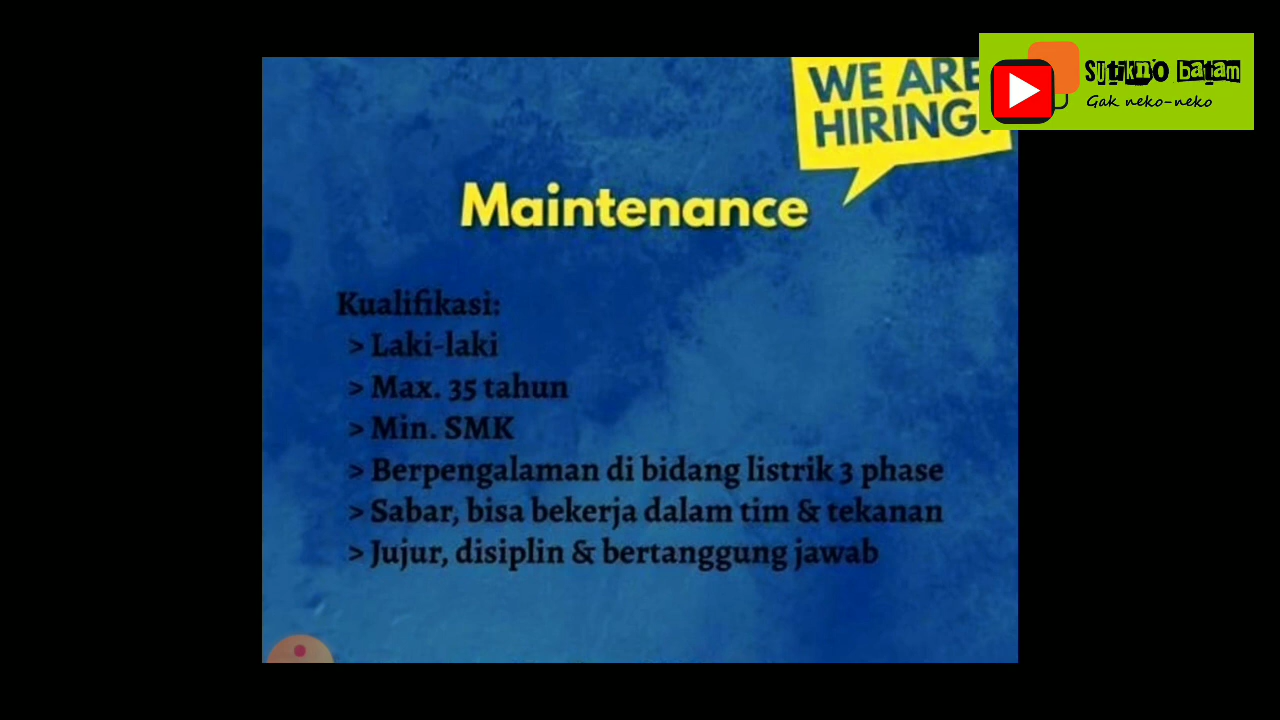 WE ARE
HIRING!
Sutikno batam
Gak neko-neko
Maintenance
Kualifikasi:
> Laki-laki
> Max. 35 tahun
> Min. SMK
> Berpengalaman di bidang listrik 3 phase
> Sabar, bisa bekerja dalam tim & tekanan
> Jujur, disiplin & bertanggung jawab